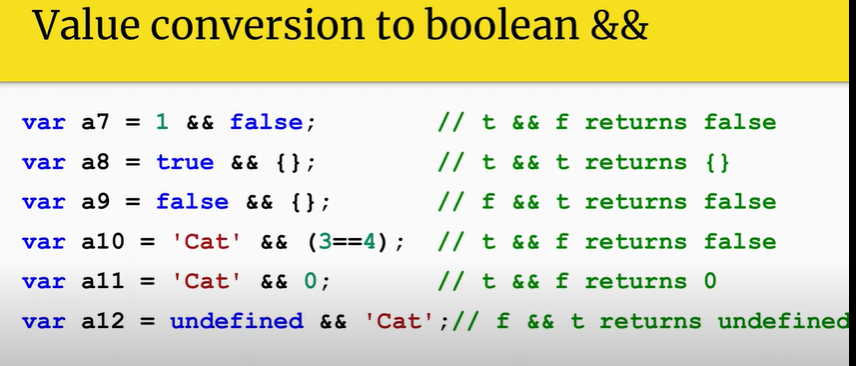 Value conversion to boolean &&
var a7 = 1 && false; // t && f returns false
var a8 = true && {}; // t && t returns {}
var a9 = false && {}; // f && t returns false
var a10 = 'Cat' && (3==4); // t && f returns false
var a11 = 'Cat' && 0; // t && f returns 0
var a12 = undefined && 'Cat';// f && t returns undefined